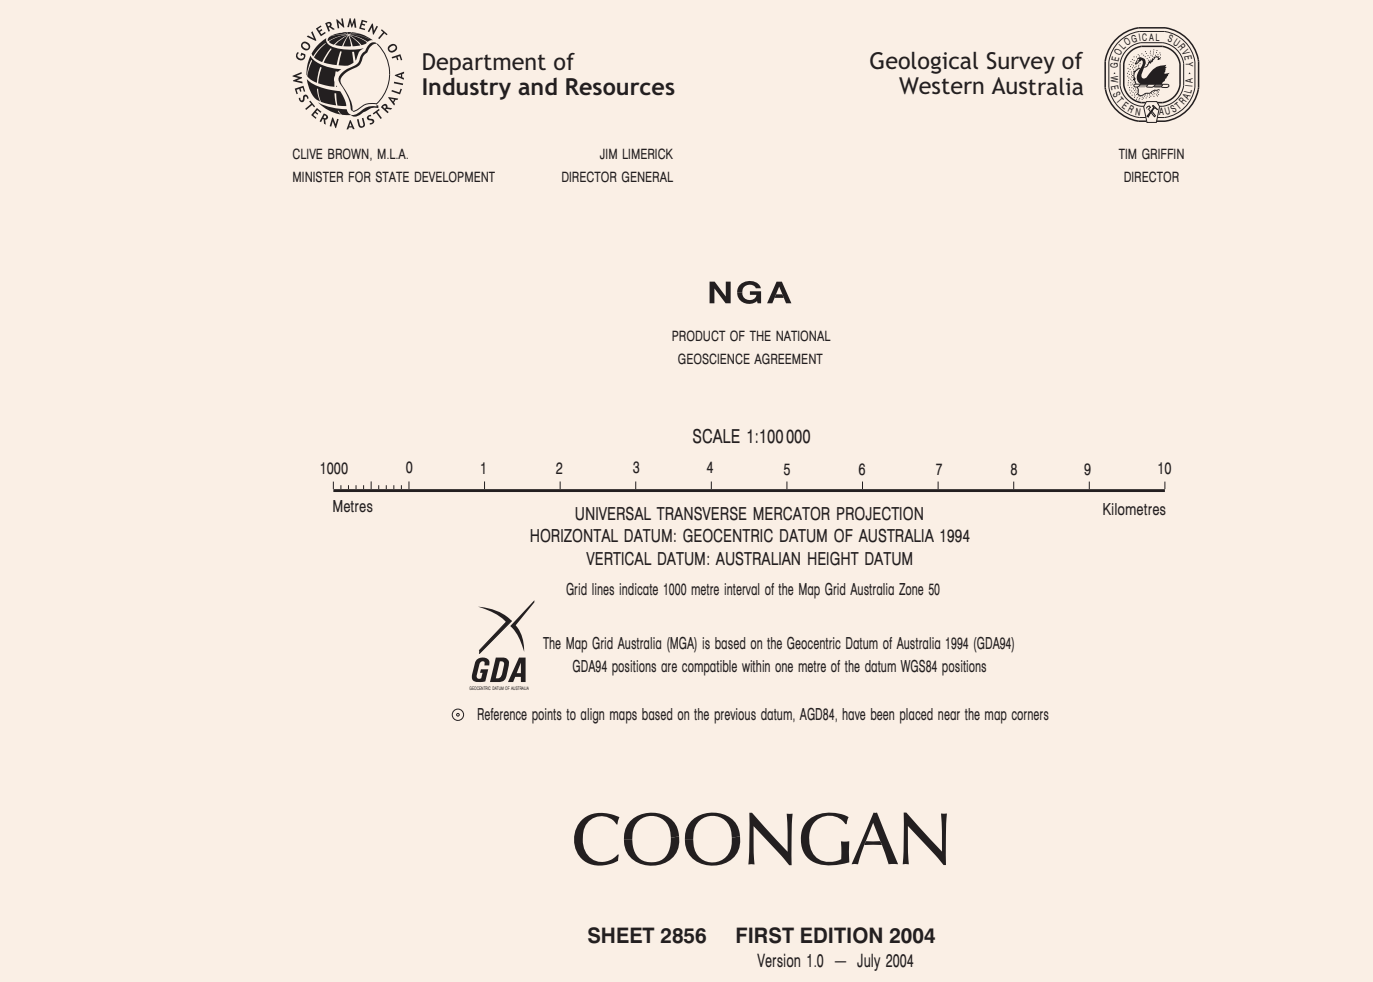 GOVERNMENT OF
WESTERN AUSTRALIA
Department of
Industry and Resources
Geological Survey of
Western Australia
GEOLOGICAL SURVEY
WESTERN AUSTRALIA
CLIVE BROWN, M.L.A.
MINISTER FOR STATE DEVELOPMENT
JIM LIMERICK
DIRECTOR GENERAL
TIM GRIFFIN
DIRECTOR
NGA
PRODUCT OF THE NATIONAL
GEOSCIENCE AGREEMENT
SCALE 1:100 000
1000 0 1 2 3 4 5 6 7 8 9 10
Metres
Kilometres
UNIVERSAL TRANSVERSE MERCATOR PROJECTION
HORIZONTAL DATUM: GEOCENTRIC DATUM OF AUSTRALIA 1994
VERTICAL DATUM: AUSTRALIAN HEIGHT DATUM
Grid lines indicate 1000 metre interval of the Map Grid Australia Zone 50
GDA
GEOCENTRIC DATUM OF AUSTRALIA
The Map Grid Australia (MGA) is based on the Geocentric Datum of Australia 1994 (GDA94)
GDA94 positions are compatible within one metre of the datum WGS84 positions
Reference points to align maps based on the previous datum, AGD84, have been placed near the map corners
COONGAN
SHEET 2856 FIRST EDITION 2004
Version 1.0 — July 2004